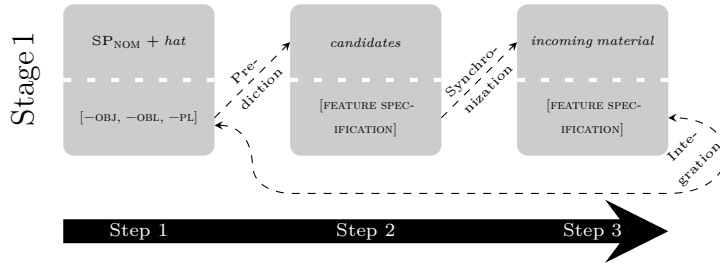 Stage 1
SP_NOM + hat
[−OBJ, −OBL, −PL]
Pre-
diction
candidates
[FEATURE SPEC-
IFICATION]
Synchro-
nization
incoming material
[FEATURE SPEC-
IFICATION]
Inte-
gration
Step 1
Step 2
Step 3